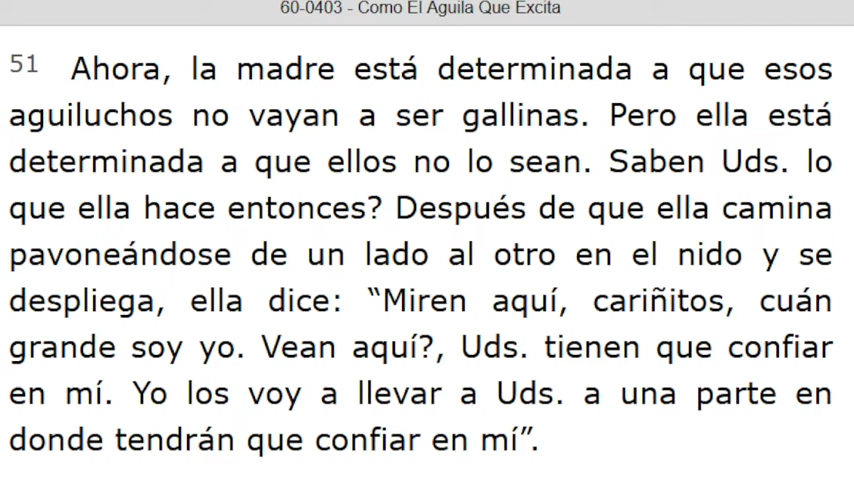 60-0403 - Como El Aguila Que Excita
51 Ahora, la madre está determinada a que esos
aguiluchos no vayan a ser gallinas. Pero ella está
determinada a que ellos no lo sean. Saben Uds. lo
que ella hace entonces? Después de que ella camina
pavoneándose de un lado al otro en el nido y se
despliega, ella dice: “Miren aquí, cariñitos, cuán
grande soy yo. Vean aquí?, Uds. tienen que confiar
en mí. Yo los voy a llevar a Uds. a una parte en
donde tendrán que confiar en mí”.